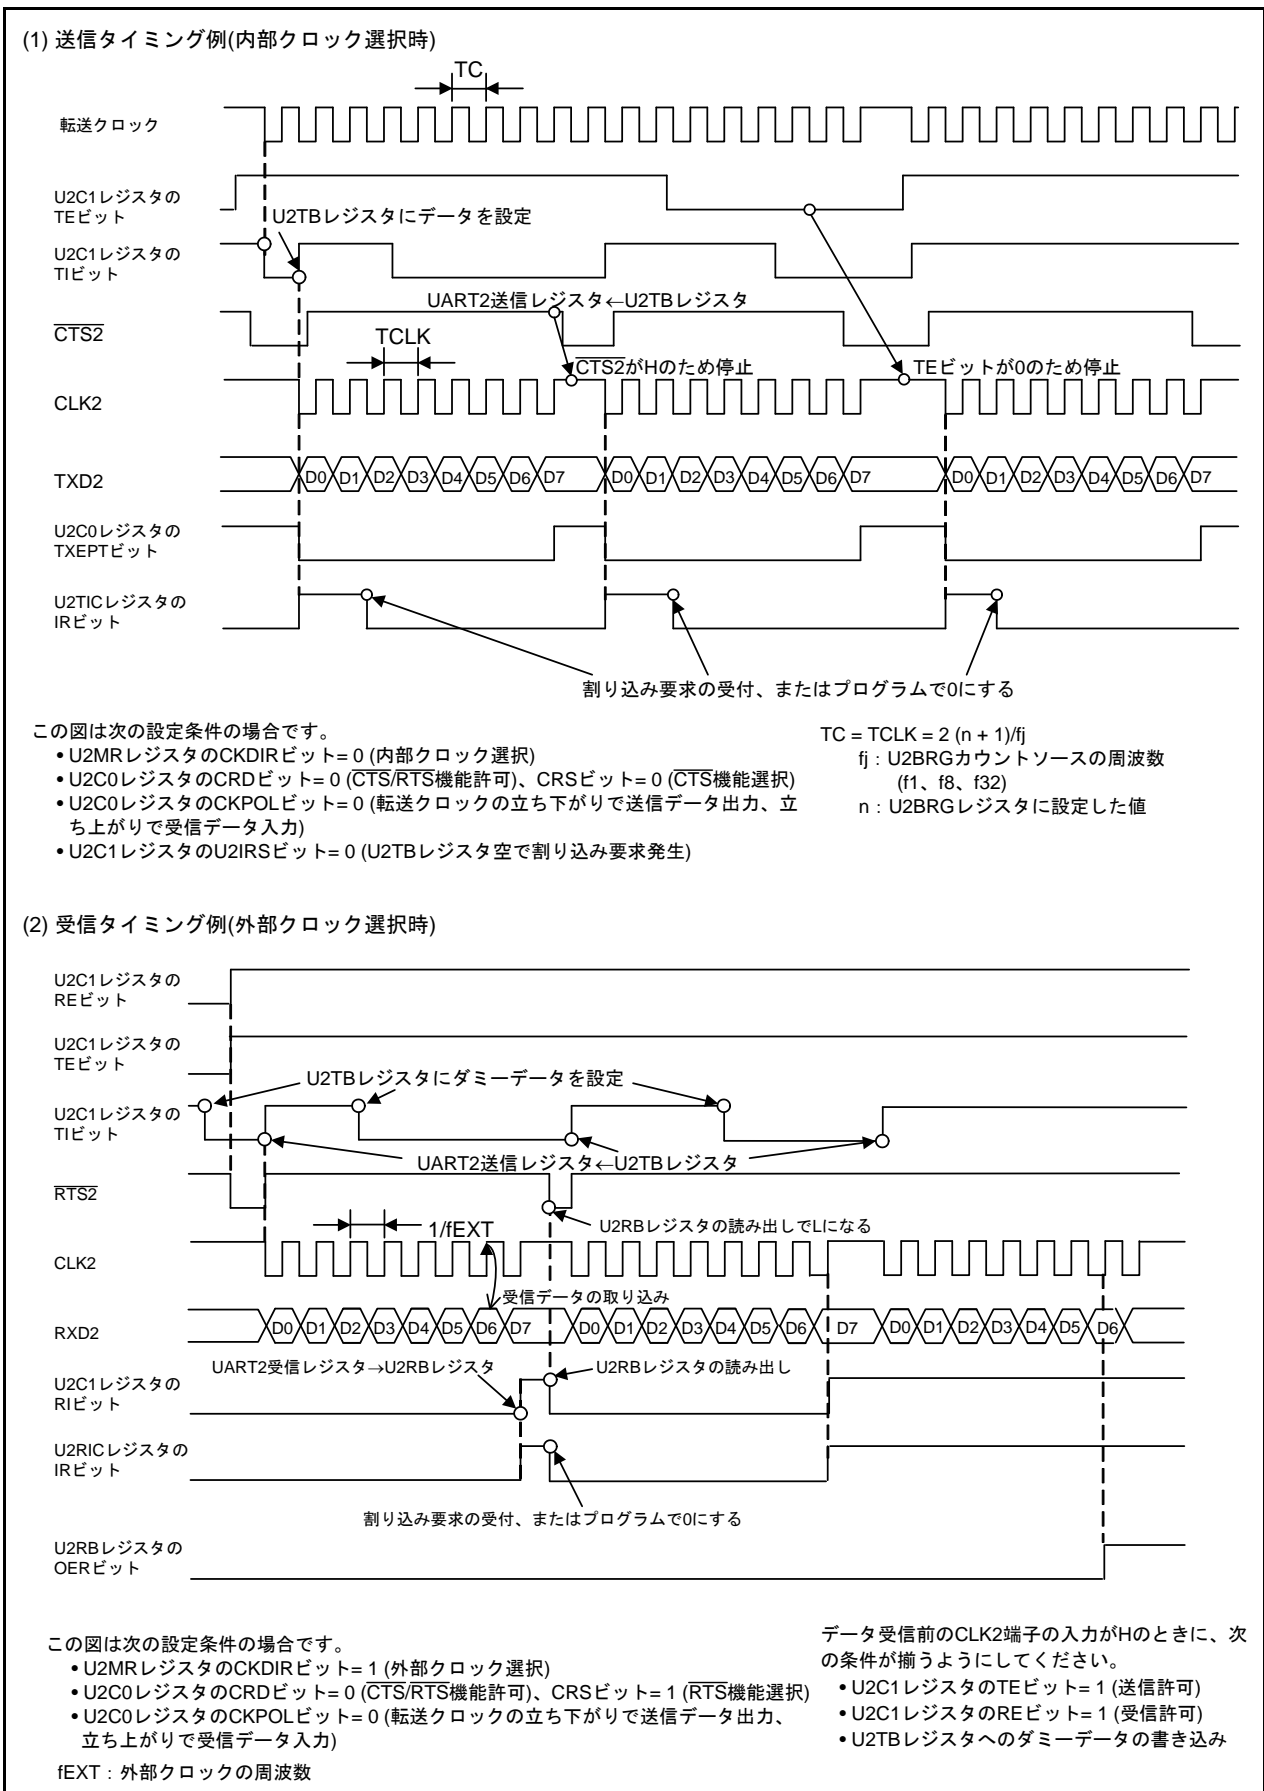 (1) 送信タイミング例(内部クロック選択時)
TC
転送クロック
U2C1レジスタの
TEビット
U2TBレジスタにデータを設定
U2C1レジスタの
TIビット
UART2送信レジスタ←U2TBレジスタ
CTS2
TCLK
CTS2がHのため停止
TEビットが0のため停止
CLK2
TXD2
D0 D1 D2 D3 D4 D5 D6 D7 D0 D1 D2 D3 D4 D5 D6 D7 D0 D1 D2 D3 D4 D5 D6 D7
U2C0レジスタの
TXEPTビット
U2TICレジスタの
IRビット
割り込み要求の受付、またはプログラムで0にする
この図は次の設定条件の場合です。
• U2MRレジスタのCKDIRビット= 0 (内部クロック選択)
• U2C0レジスタのCRDビット= 0 (CTS/RTS機能許可)、CRSビット= 0 (CTS機能選択)
• U2C0レジスタのCKPOLビット= 0 (転送クロックの立ち下がりで送信データ出力、立
ち上がりで受信データ入力)
• U2C1レジスタのU2IRSビット= 0 (U2TBレジスタ空で割り込み要求発生)
TC = TCLK = 2 (n + 1)/fj
fj : U2BRGカウントソースの周波数
(f1、f8、f32)
n : U2BRGレジスタに設定した値
(2) 受信タイミング例(外部クロック選択時)
U2C1レジスタの
REビット
U2C1レジスタの
TEビット
U2TBレジスタにダミーデータを設定
U2C1レジスタの
TIビット
UART2送信レジスタ←U2TBレジスタ
RTS2
U2RBレジスタの読み出しでLになる
1/fEXT
CLK2
受信データの取り込み
RXD2
D0 D1 D2 D3 D4 D5 D6 D7 D0 D1 D2 D3 D4 D5 D6 D7 D0 D1 D2 D3 D4 D5 D6
UART2受信レジスタ→U2RBレジスタ
U2RBレジスタの読み出し
U2C1レジスタの
RIビット
U2RICレジスタの
IRビット
割り込み要求の受付、またはプログラムで0にする
U2RBレジスタの
OERビット
この図は次の設定条件の場合です。
• U2MRレジスタのCKDIRビット= 1 (外部クロック選択)
• U2C0レジスタのCRDビット= 0 (CTS/RTS機能許可)、CRSビット= 1 (RTS機能選択)
• U2C0レジスタのCKPOLビット= 0 (転送クロックの立ち下がりで送信データ出力、
立ち上がりで受信データ入力)
fEXT : 外部クロックの周波数
データ受信前のCLK2端子の入力がHのときに、次
の条件が揃うようにしてください。
• U2C1レジスタのTEビット= 1 (送信許可)
• U2C1レジスタのREビット= 1 (受信許可)
• U2TBレジスタへのダミーデータの書き込み